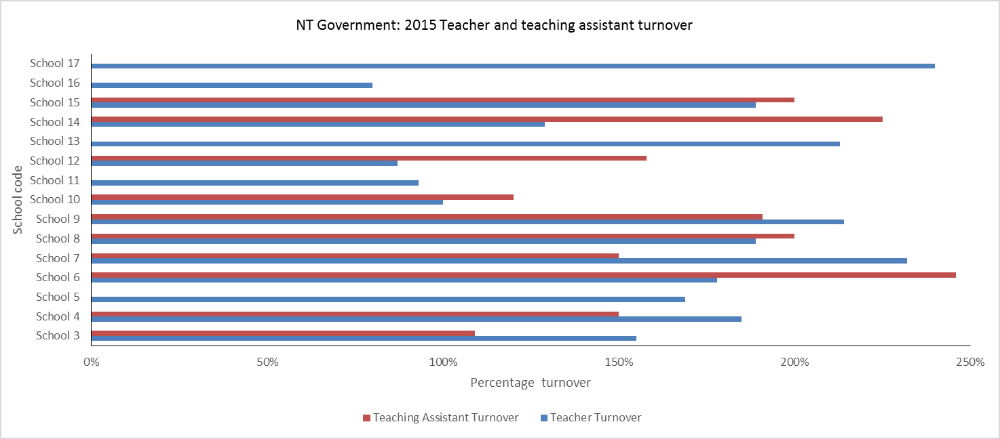 NT Government: 2015 Teacher and teaching assistant turnover
School 17
School 16
School 15
School 14
School 13
School 12
School 11
School 10
School 9
School 8
School 7
School 6
School 5
School 4
School 3
School code
0% 50% 100% 150% 200% 250%
Percentage turnover
Teaching Assistant Turnover Teacher Turnover